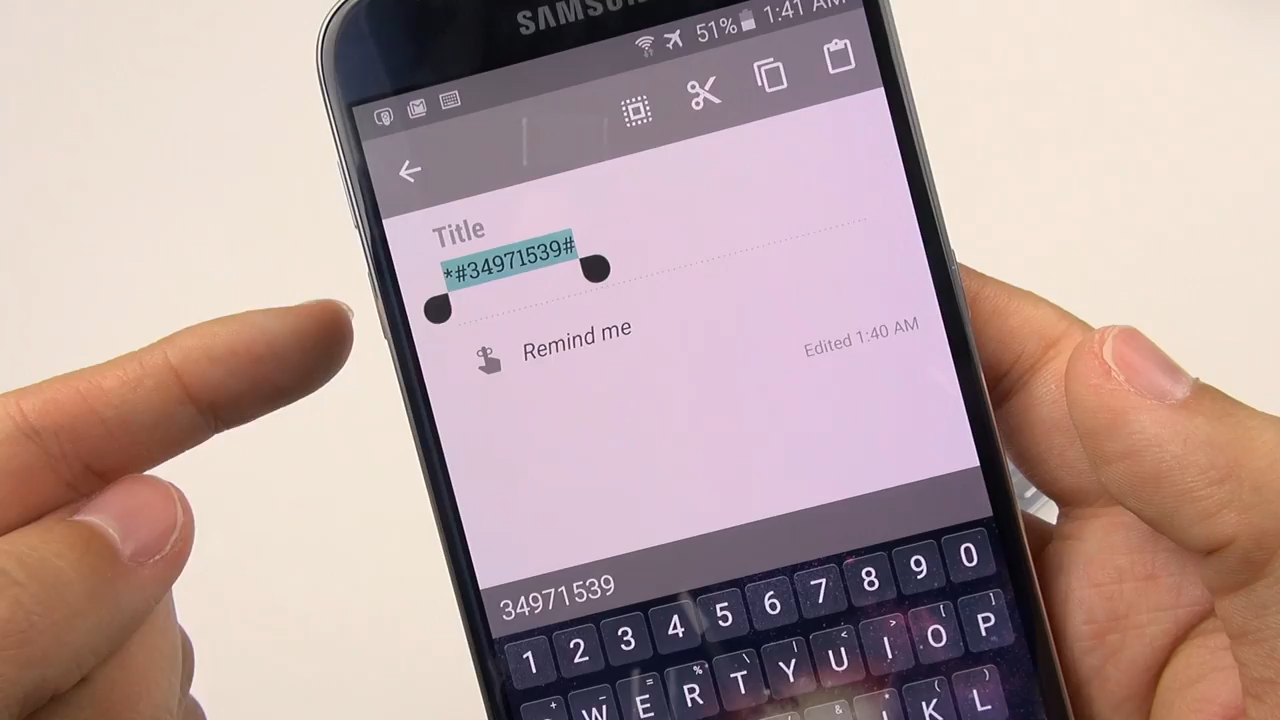 SAMSUNG
51% 1:41 AM
Title
*#34971539#
Remind me
Edited 1:40 AM
34971539
1 2 3 4 5 6 7 8 9 0
W E R T Y U I O P
K L